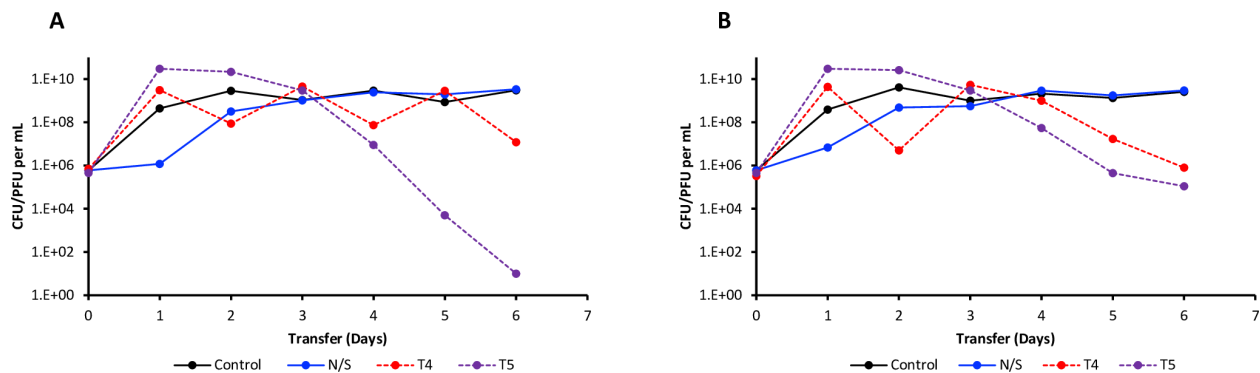 A
CFU/PFU per mL
1.E+10
1.E+08
1.E+06
1.E+04
1.E+02
1.E+00
0 1 2 3 4 5 6 7
Transfer (Days)
Control N/S T4 T5
B
CFU/PFU per mL
1.E+10
1.E+08
1.E+06
1.E+04
1.E+02
1.E+00
0 1 2 3 4 5 6 7
Transfer (Days)
Control N/S T4 T5